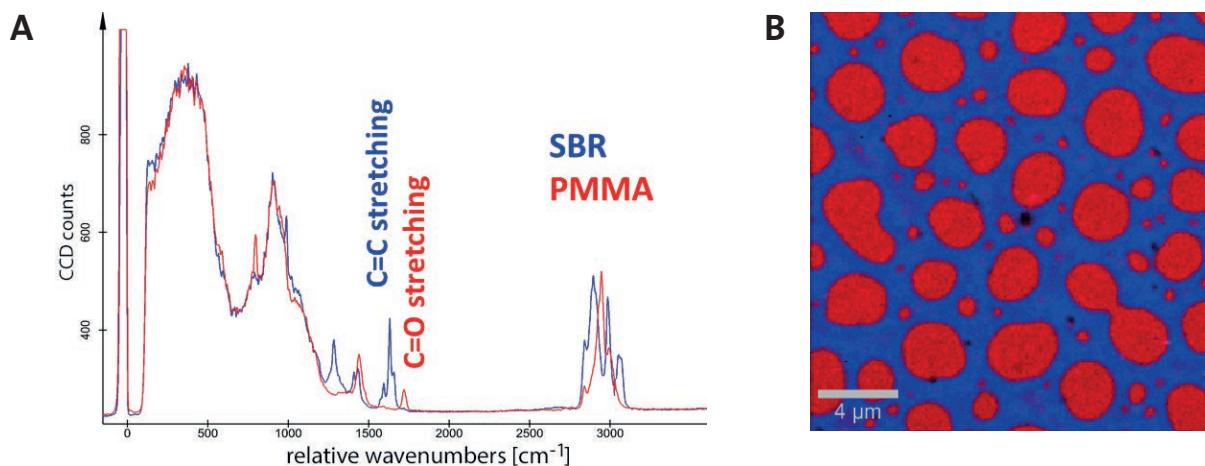 A
B
CCD counts
800
600
400
C=C stretching
C=O stretching
SBR
PMMA
0
500
1000
1500
2000
2500
3000
relative wavenumbers [cm⁻¹]
4 µm